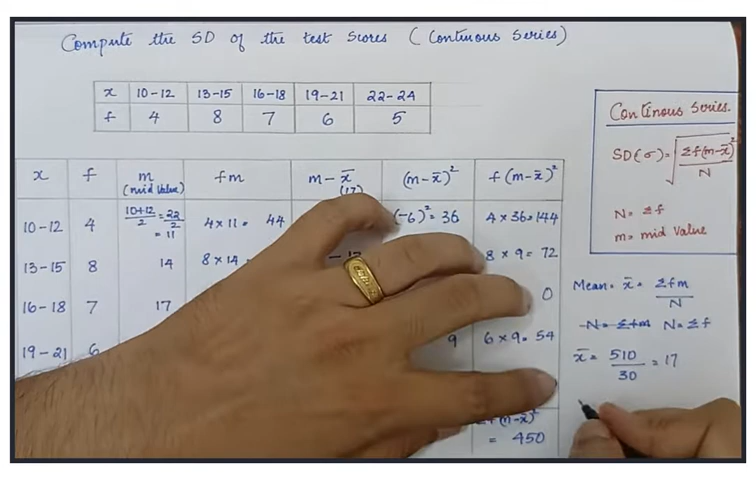 Compute the SD of the test scores (Continuous Series)
x 10-12 13-15 16-18 19-21 22-24
f 4 8 7 6 5
Continous Series.
SD(σ) = √Σf(m-x̄)²/N
N = Σf
m = mid value
x f m (mid value) fm m-x̄ (17) (m-x̄)² f(m-x̄)²
10-12 4 10+12/2 = 22/2 = 11 4×11 = 44 (-6)² = 36 4×36=144
13-15 8 14 8×14 = 8×9=72
16-18 7 17 0
19-21 6 9 6×9=54
Σf(m-x̄)²
= 450
Mean = x̄ = Σfm/N
N = Σfm N = Σf
x̄ = 510/30 = 17